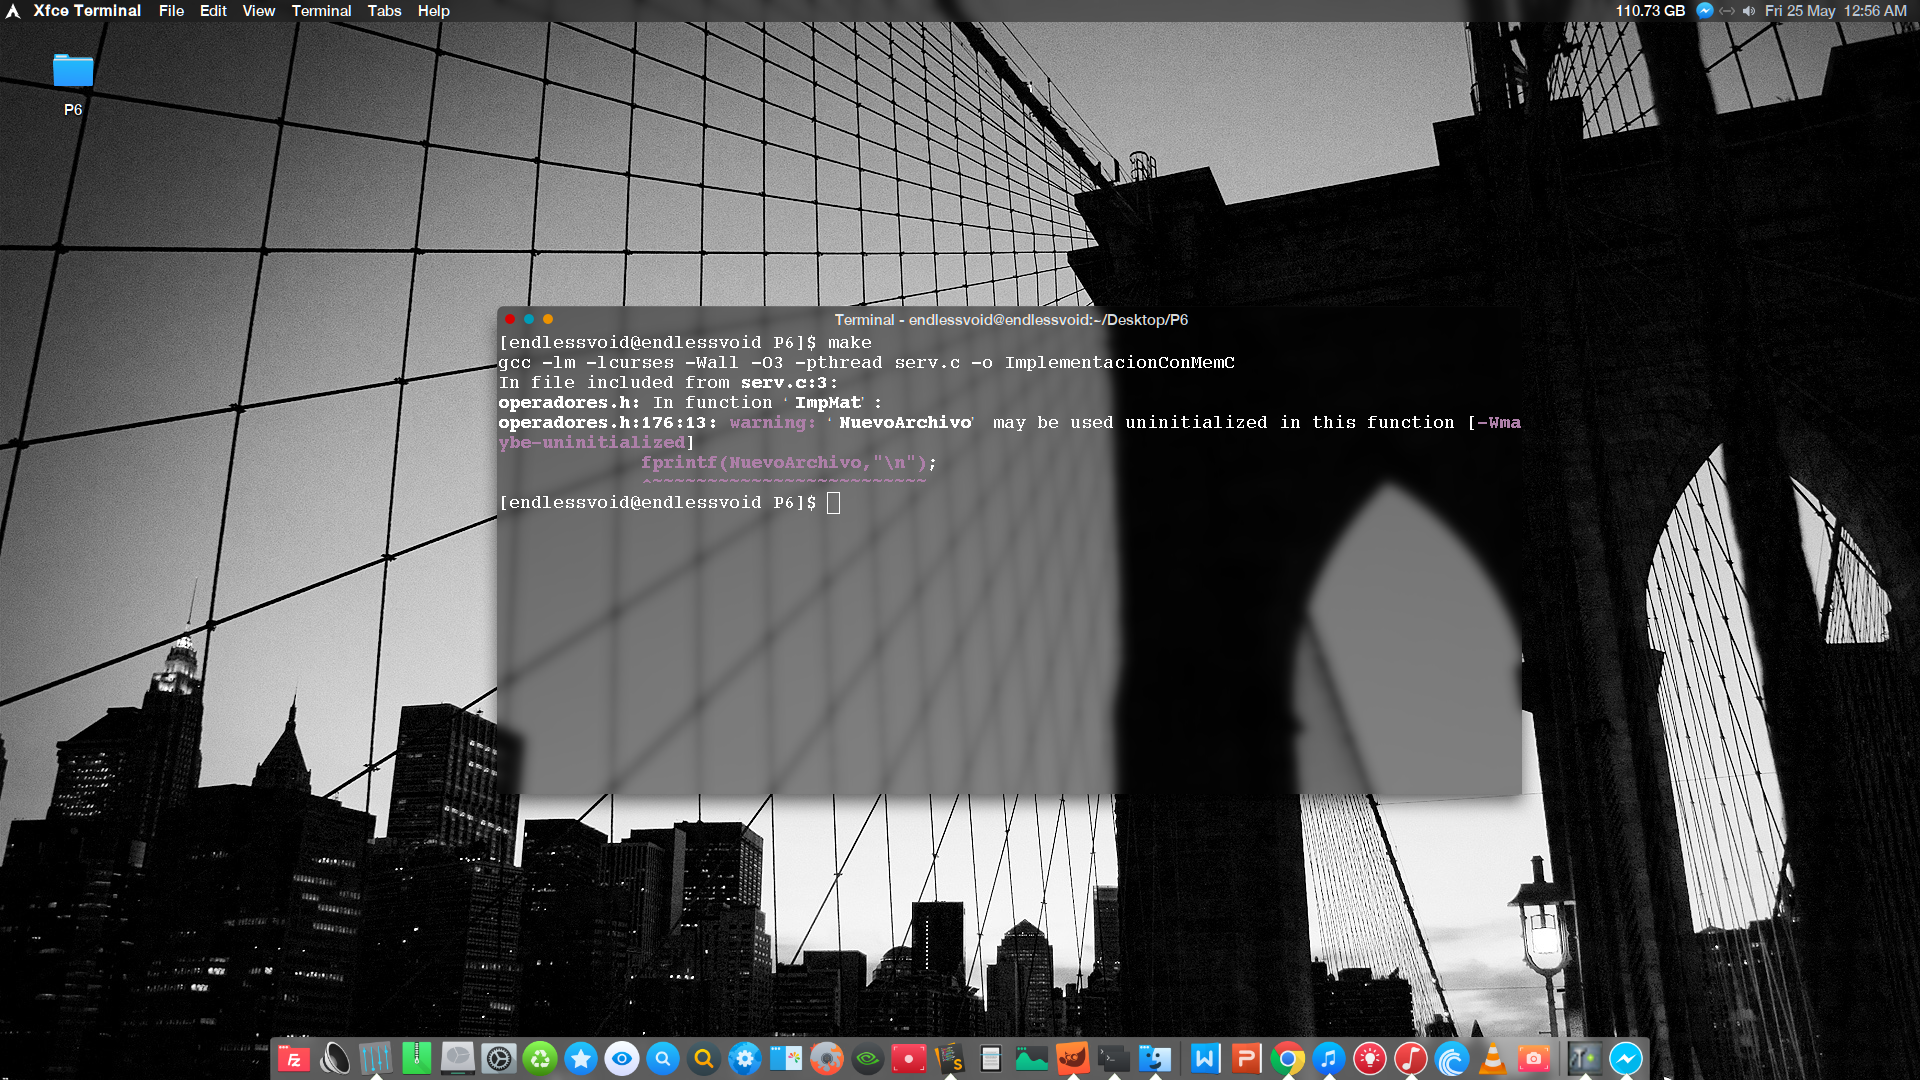 Xfce Terminal File Edit View Terminal Tabs Help 110.73 GB Fri 25 May 12:56 AM
P6
Terminal - endlessvoid@endlessvoid:~/Desktop/P6
[endlessvoid@endlessvoid P6]$ make
gcc -lm -lcurses -Wall -O3 -pthread serv.c -o ImplementacionConMemC
In file included from serv.c:3:
operadores.h: In function ‘ImpMat’:
operadores.h:176:13: warning: ‘NuevoArchivo’ may be used uninitialized in this function [-Wma
ybe-uninitialized]
fprintf(NuevoArchivo,"\n");
^~~~~~~~~~~~~~~~~~~~~~~~~~
[endlessvoid@endlessvoid P6]$